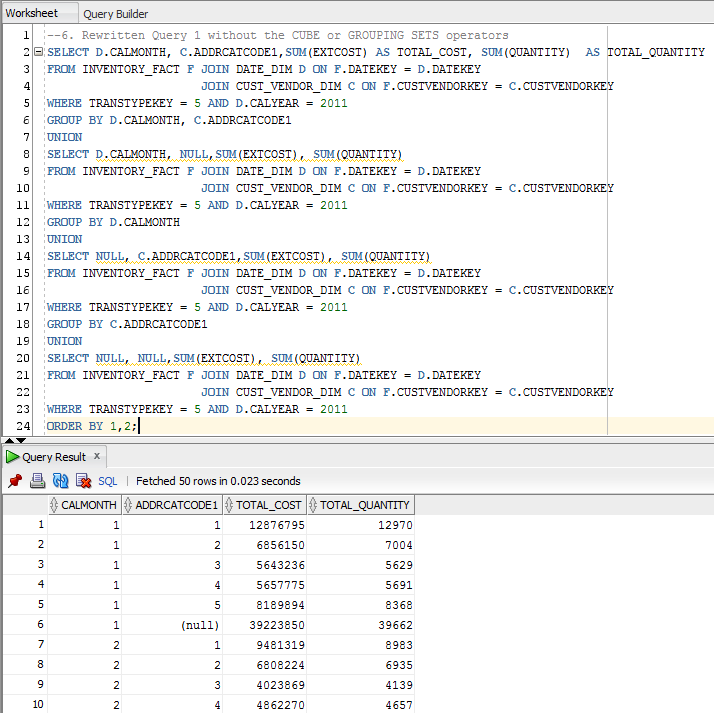 Worksheet Query Builder
1 --6. Rewritten Query 1 without the CUBE or GROUPING SETS operators
2 SELECT D.CALMONTH, C.ADDRCATCODE1,SUM(EXTCOST) AS TOTAL_COST, SUM(QUANTITY)  AS TOTAL_QUANTITY
3 FROM INVENTORY_FACT F JOIN DATE_DIM D ON F.DATEKEY = D.DATEKEY
4 JOIN CUST_VENDOR_DIM C ON F.CUSTVENDORKEY = C.CUSTVENDORKEY
5 WHERE TRANSTYPEKEY = 5 AND D.CALYEAR = 2011
6 GROUP BY D.CALMONTH, C.ADDRCATCODE1
7 UNION
8 SELECT D.CALMONTH, NULL,SUM(EXTCOST), SUM(QUANTITY)
9 FROM INVENTORY_FACT F JOIN DATE_DIM D ON F.DATEKEY = D.DATEKEY
10 JOIN CUST_VENDOR_DIM C ON F.CUSTVENDORKEY = C.CUSTVENDORKEY
11 WHERE TRANSTYPEKEY = 5 AND D.CALYEAR = 2011
12 GROUP BY D.CALMONTH
13 UNION
14 SELECT NULL, C.ADDRCATCODE1,SUM(EXTCOST), SUM(QUANTITY)
15 FROM INVENTORY_FACT F JOIN DATE_DIM D ON F.DATEKEY = D.DATEKEY
16 JOIN CUST_VENDOR_DIM C ON F.CUSTVENDORKEY = C.CUSTVENDORKEY
17 WHERE TRANSTYPEKEY = 5 AND D.CALYEAR = 2011
18 GROUP BY C.ADDRCATCODE1
19 UNION
20 SELECT NULL, NULL,SUM(EXTCOST), SUM(QUANTITY)
21 FROM INVENTORY_FACT F JOIN DATE_DIM D ON F.DATEKEY = D.DATEKEY
22 JOIN CUST_VENDOR_DIM C ON F.CUSTVENDORKEY = C.CUSTVENDORKEY
23 WHERE TRANSTYPEKEY = 5 AND D.CALYEAR = 2011
24 ORDER BY 1,2;
Query Result x
SQL | Fetched 50 rows in 0.023 seconds
CALMONTH ADDRCATCODE1 TOTAL_COST TOTAL_QUANTITY
1 1 1 12876795 12970
2 1 2 6856150 7004
3 1 3 5643236 5629
4 1 4 5657775 5691
5 1 5 8189894 8368
6 1 (null) 39223850 39662
7 2 1 9481319 8983
8 2 2 6808224 6935
9 2 3 4023869 4139
10 2 4 4862270 4657